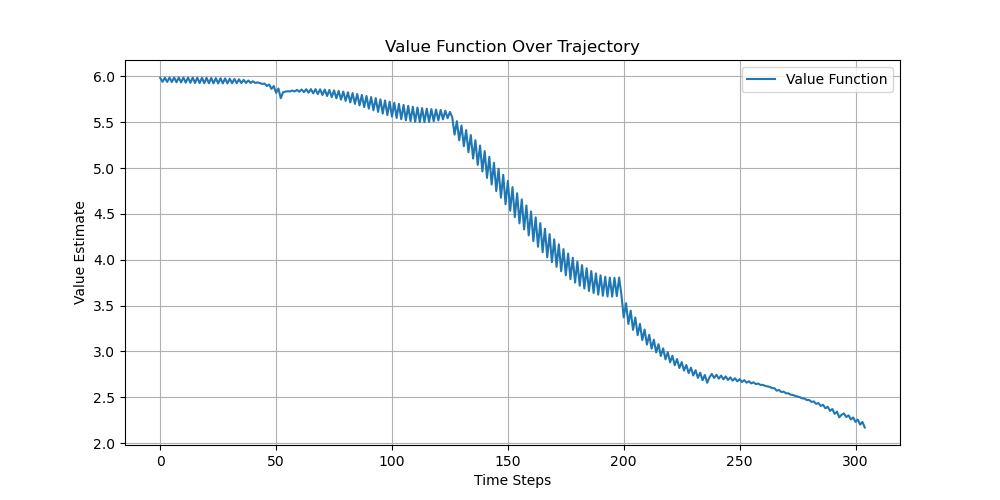 Value Function Over Trajectory
Value Function
6.0
5.5
5.0
4.5
4.0
3.5
3.0
2.5
2.0
Value Estimate
0 50 100 150 200 250 300
Time Steps